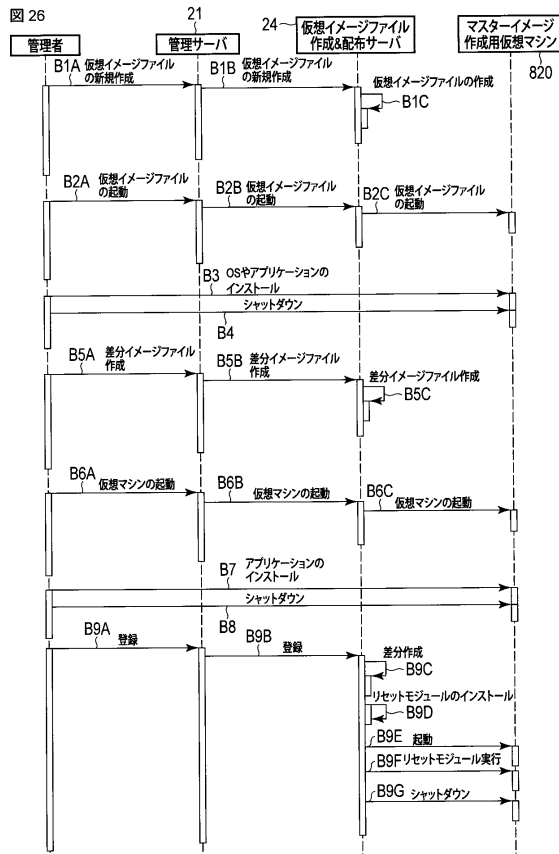 図 26
管理者
21
管理サーバ
24
仮想イメージファイル
作成&配布サーバ
マスターイメージ
作成用仮想マシン
820
B1A 仮想イメージファイル
の新規作成
B1B 仮想イメージファイル
の新規作成
仮想イメージファイルの作成
B1C
B2A 仮想イメージファイル
の起動
B2B 仮想イメージファイル
の起動
B2C 仮想イメージファイル
の起動
B3 OSやアプリケーションの
インストール
シャットダウン
B4
B5A 差分イメージファイル
作成
B5B 差分イメージファイル
作成
差分イメージファイル作成
B5C
B6A 仮想マシンの起動
B6B 仮想マシンの起動
B6C 仮想マシンの起動
B7 アプリケーションの
インストール
シャットダウン
B8
B9A 登録
B9B 登録
差分作成
B9C
リセットモジュールのインストール
B9D
B9E 起動
B9F リセットモジュール実行
B9G シャットダウン